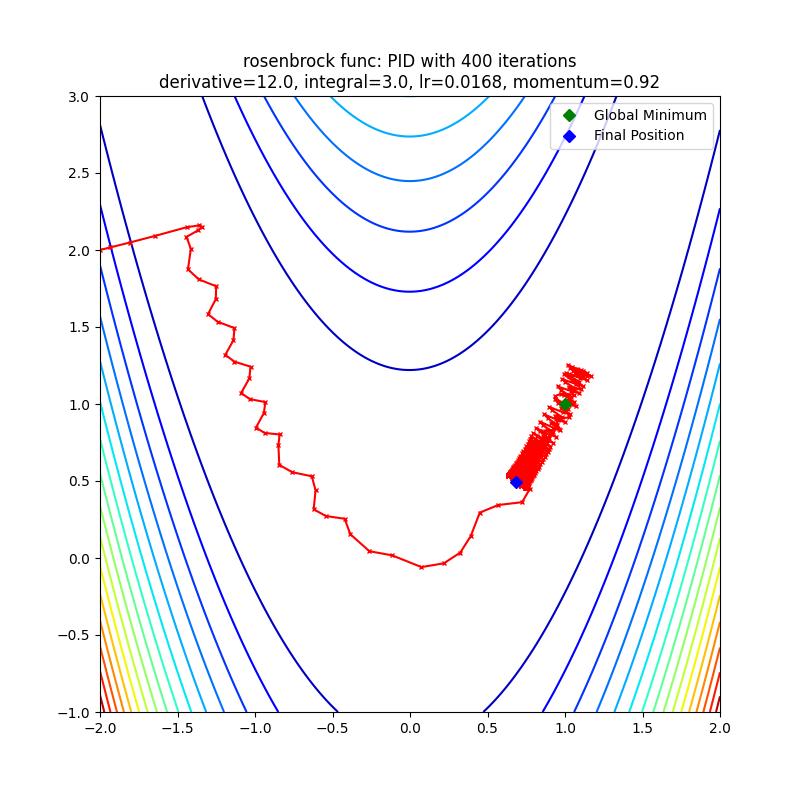 rosenbrock func: PID with 400 iterations
derivative=12.0, integral=3.0, lr=0.0168, momentum=0.92
Global Minimum
Final Position
3.0
2.5
2.0
1.5
1.0
0.5
0.0
−0.5
−1.0
−2.0 −1.5 −1.0 −0.5 0.0 0.5 1.0 1.5 2.0